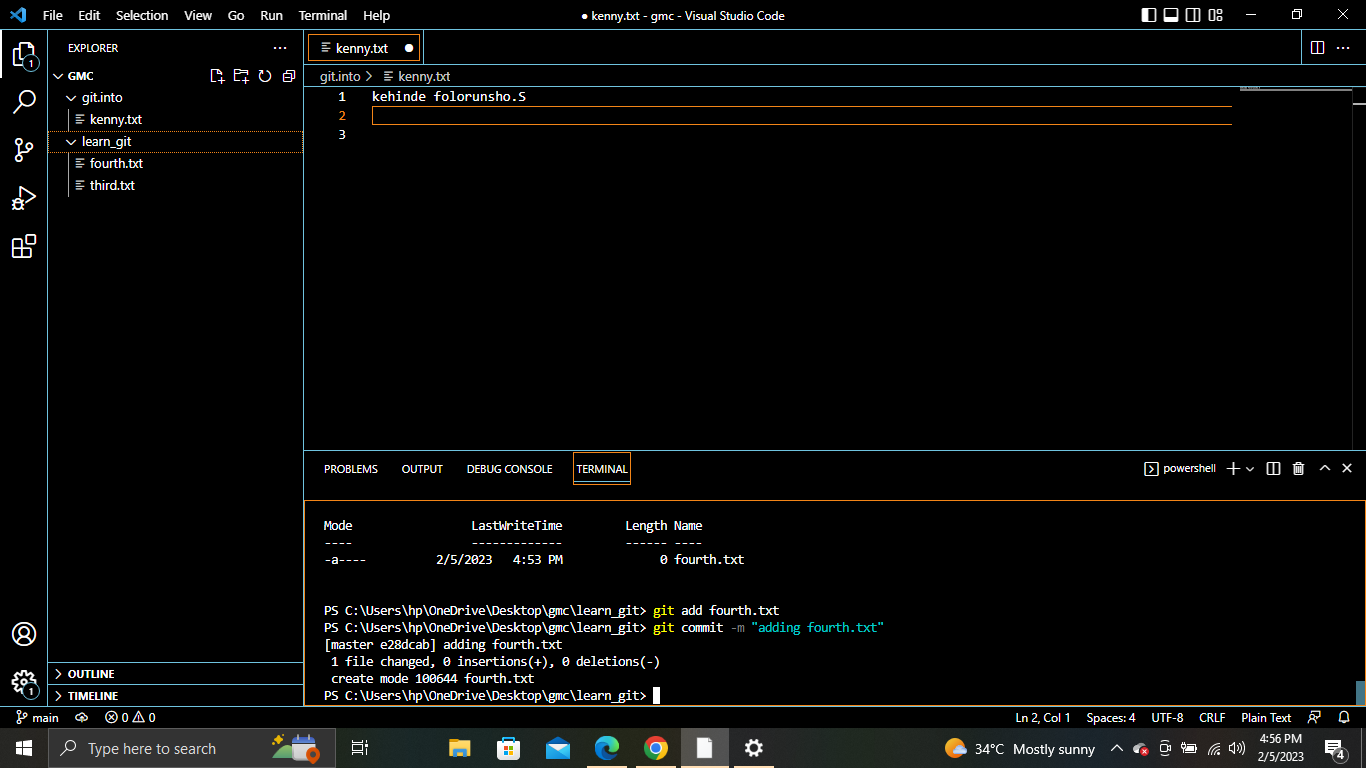 File Edit Selection View Go Run Terminal Help
● kenny.txt - gmc - Visual Studio Code
EXPLORER
1
GMC
git.into
kenny.txt
learn_git
fourth.txt
third.txt
OUTLINE
1
TIMELINE
kenny.txt
git.into > kenny.txt
1 kehinde folorunsho.S
2
3
PROBLEMS OUTPUT DEBUG CONSOLE TERMINAL
powershell
Mode LastWriteTime Length Name
---- ------------- ------ ----
-a---- 2/5/2023 4:53 PM 0 fourth.txt
PS C:\Users\hp\OneDrive\Desktop\gmc\learn_git> git add fourth.txt
PS C:\Users\hp\OneDrive\Desktop\gmc\learn_git> git commit -m "adding fourth.txt"
[master e28dcab] adding fourth.txt
1 file changed, 0 insertions(+), 0 deletions(-)
create mode 100644 fourth.txt
PS C:\Users\hp\OneDrive\Desktop\gmc\learn_git>
main 0 0 Ln 2, Col 1 Spaces: 4 UTF-8 CRLF Plain Text
Type here to search
34°C Mostly sunny
4:56 PM
2/5/2023
4